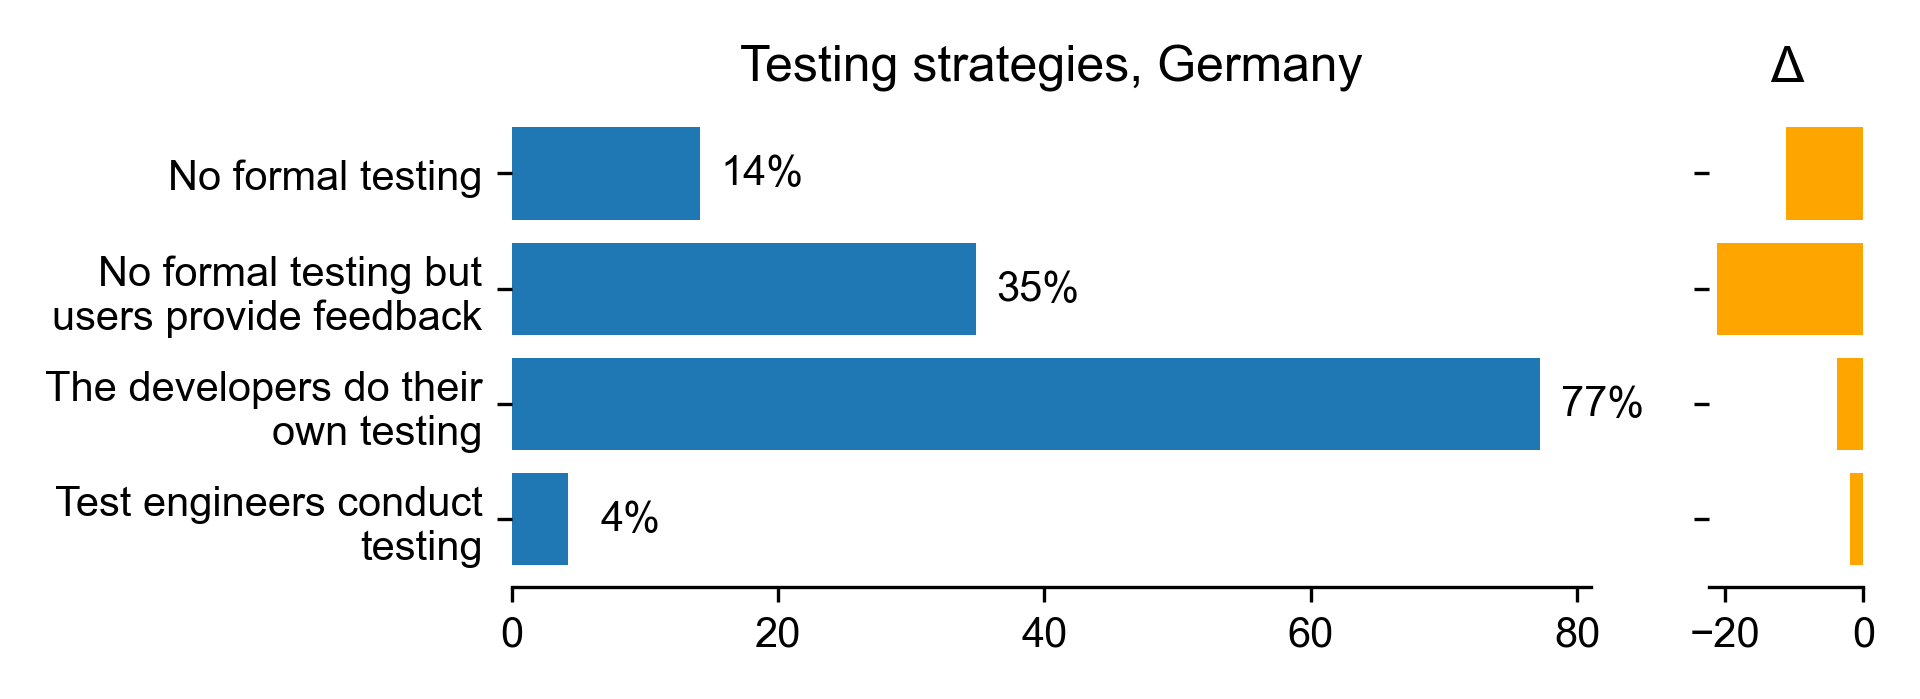 Testing strategies, Germany
Δ
No formal testing
14%
No formal testing but
users provide feedback
35%
The developers do their
own testing
77%
Test engineers conduct
testing
4%
0 20 40 60 80
−20 0